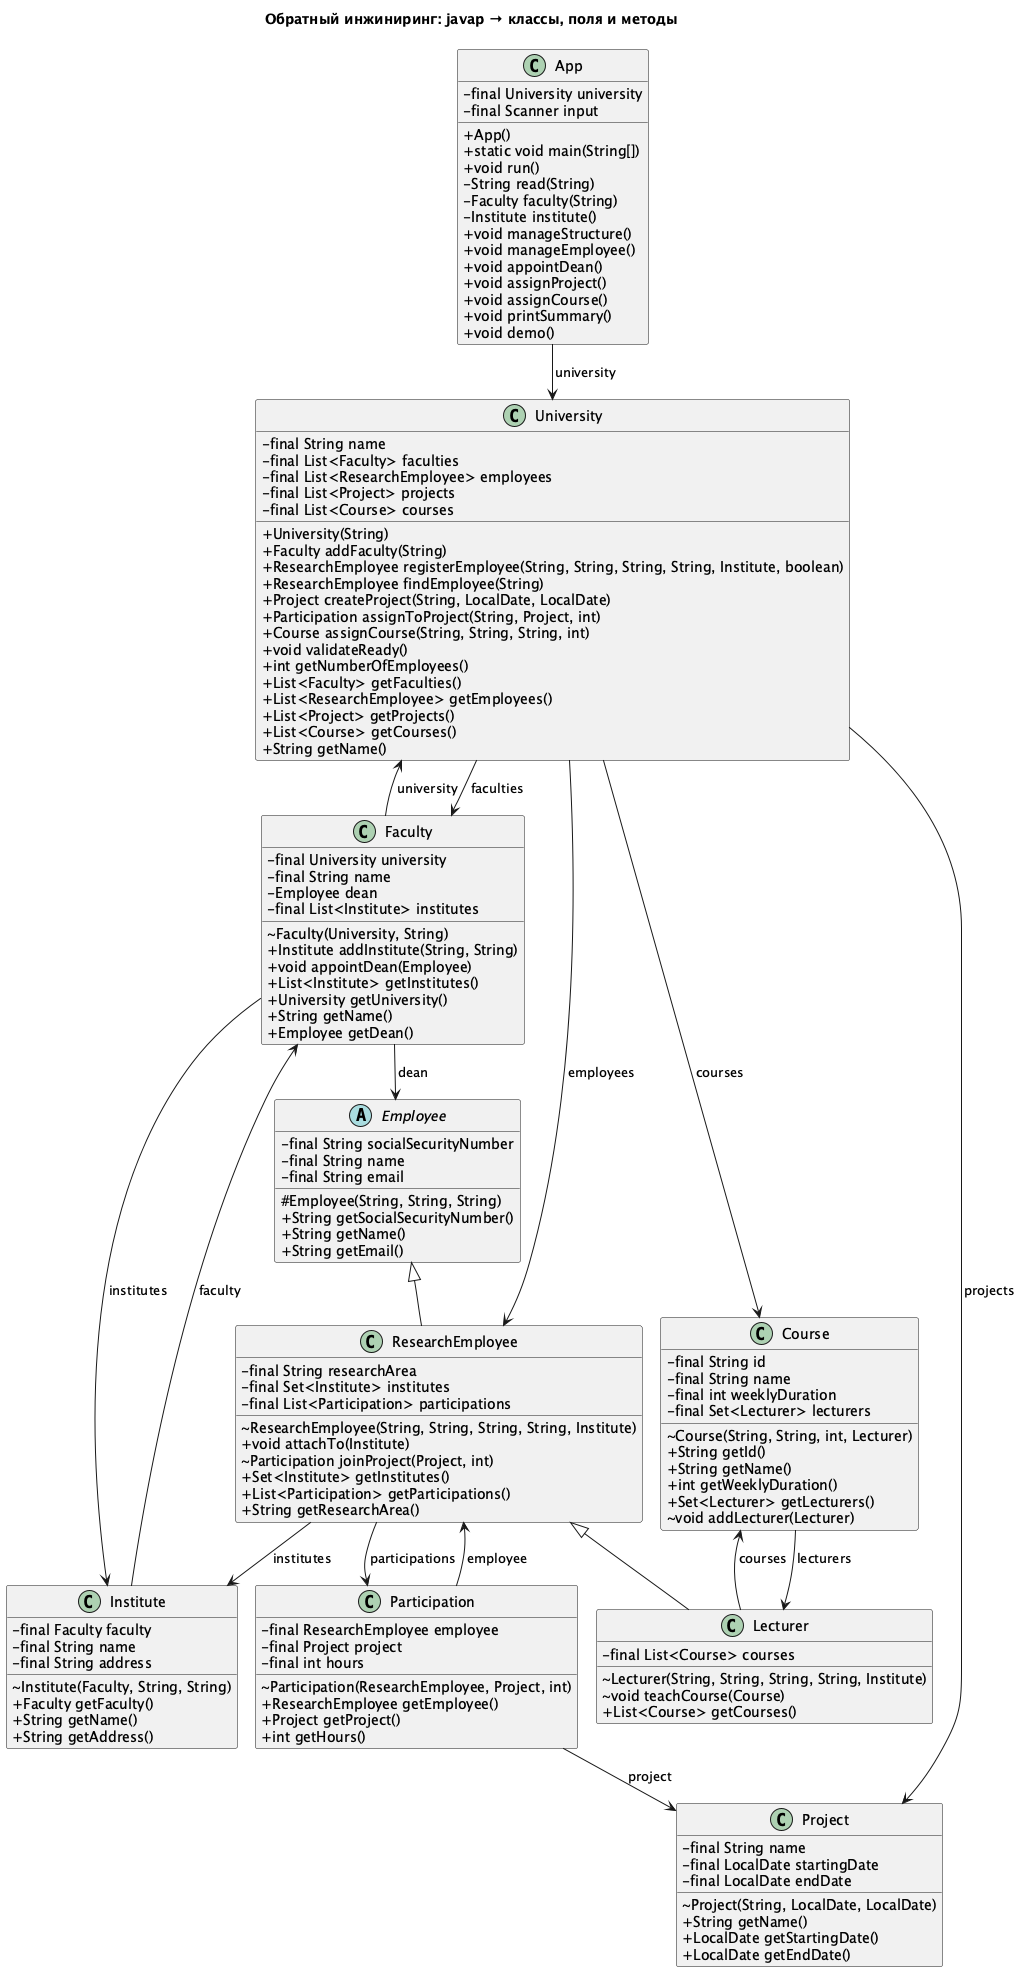 Обратный инжиниринг: javap → классы, поля и методы
C App
-final University university
-final Scanner input
+App()
+static void main(String[])
+void run()
-String read(String)
-Faculty faculty(String)
-Institute institute()
+void manageStructure()
+void manageEmployee()
+void appointDean()
+void assignProject()
+void assignCourse()
+void printSummary()
+void demo()
university
C University
-final String name
-final List<Faculty> faculties
-final List<ResearchEmployee> employees
-final List<Project> projects
-final List<Course> courses
+University(String)
+Faculty addFaculty(String)
+ResearchEmployee registerEmployee(String, String, String, String, Institute, boolean)
+ResearchEmployee findEmployee(String)
+Project createProject(String, LocalDate, LocalDate)
+Participation assignToProject(String, Project, int)
+Course assignCourse(String, String, String, int)
+void validateReady()
+int getNumberOfEmployees()
+List<Faculty> getFaculties()
+List<ResearchEmployee> getEmployees()
+List<Project> getProjects()
+List<Course> getCourses()
+String getName()
university
faculties
C Faculty
-final University university
-final String name
-Employee dean
-final List<Institute> institutes
~Faculty(University, String)
+Institute addInstitute(String, String)
+void appointDean(Employee)
+List<Institute> getInstitutes()
+University getUniversity()
+String getName()
+Employee getDean()
dean
employees
courses
A Employee
-final String socialSecurityNumber
-final String name
-final String email
#Employee(String, String, String)
+String getSocialSecurityNumber()
+String getName()
+String getEmail()
institutes
faculty
projects
C ResearchEmployee
-final String researchArea
-final Set<Institute> institutes
-final List<Participation> participations
~ResearchEmployee(String, String, String, String, Institute)
+void attachTo(Institute)
~Participation joinProject(Project, int)
+Set<Institute> getInstitutes()
+List<Participation> getParticipations()
+String getResearchArea()
C Course
-final String id
-final String name
-final int weeklyDuration
-final Set<Lecturer> lecturers
~Course(String, String, int, Lecturer)
+String getId()
+String getName()
+int getWeeklyDuration()
+Set<Lecturer> getLecturers()
~void addLecturer(Lecturer)
institutes
participations
employee
courses
lecturers
C Institute
-final Faculty faculty
-final String name
-final String address
~Institute(Faculty, String, String)
+Faculty getFaculty()
+String getName()
+String getAddress()
C Participation
-final ResearchEmployee employee
-final Project project
-final int hours
~Participation(ResearchEmployee, Project, int)
+ResearchEmployee getEmployee()
+Project getProject()
+int getHours()
C Lecturer
-final List<Course> courses
~Lecturer(String, String, String, String, Institute)
~void teachCourse(Course)
+List<Course> getCourses()
project
C Project
-final String name
-final LocalDate startingDate
-final LocalDate endDate
~Project(String, LocalDate, LocalDate)
+String getName()
+LocalDate getStartingDate()
+LocalDate getEndDate()